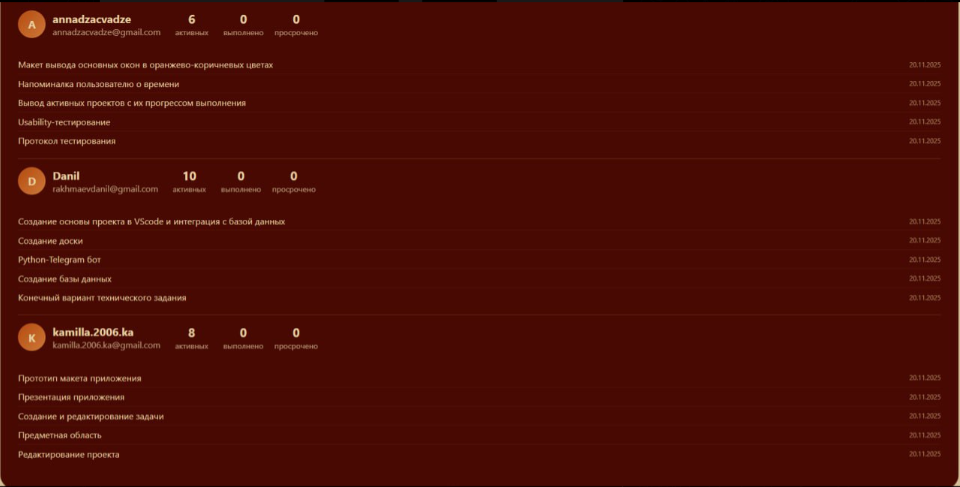 A annadzacvadze 6 0 0
annadzacvadze@gmail.com активных выполнено просрочено
Макет вывода основных окон в оранжево-коричневых цветах 20.11.2025
Напоминалка пользователю о времени 20.11.2025
Вывод активных проектов с их прогрессом выполнения 20.11.2025
Usability-тестирование 20.11.2025
Протокол тестирования 20.11.2025
D Danil 10 0 0
rakhmaevdanil@gmail.com активных выполнено просрочено
Создание основы проекта в VScode и интеграция с базой данных 20.11.2025
Создание доски 20.11.2025
Python-Telegram бот 20.11.2025
Создание базы данных 20.11.2025
Конечный вариант технического задания 20.11.2025
K kamilla.2006.ka 8 0 0
kamilla.2006.ka@gmail.com активных выполнено просрочено
Прототип макета приложения 20.11.2025
Презентация приложения 20.11.2025
Создание и редактирование задачи 20.11.2025
Предметная область 20.11.2025
Редактирование проекта 20.11.2025